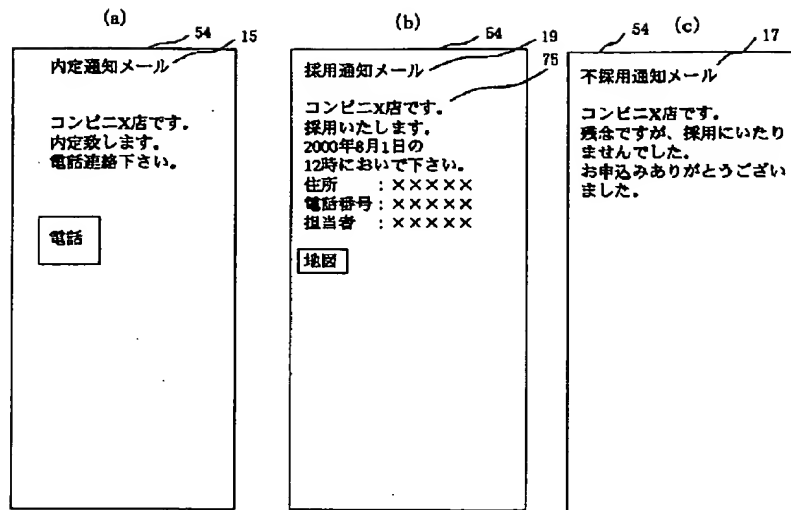 (a)
54
15
内定通知メール
コンビニX店です。
内定致します。
電話連絡下さい。
電話
(b)
54
19
75
採用通知メール
コンビニX店です。
採用いたします。
2000年8月1日の
12時においで下さい。
住所　：×××××
電話番号：×××××
担当者　：×××××
地図
(c)
54
17
不採用通知メール
コンビニX店です。
残念ですが、採用にいたり
ませんでした。
お申込みありがとうござい
ました。